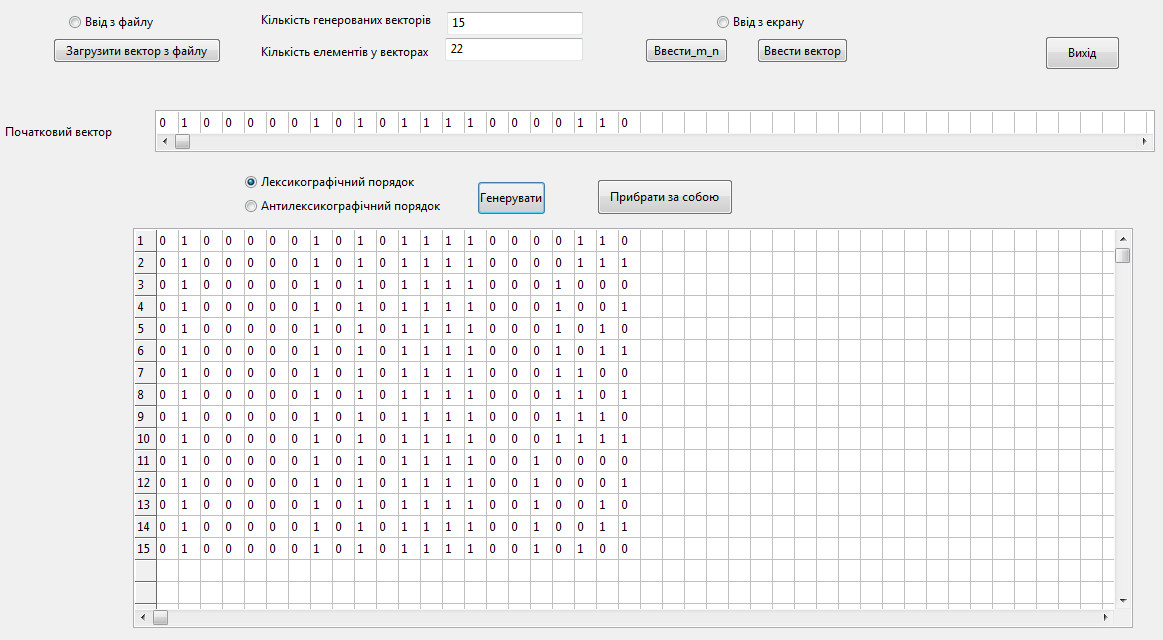 Ввід з файлу Кількість генерованих векторів 15 Ввід з екрану
Загрузити вектор з файлу Кількість елементів у векторах 22 Ввести_m_n Ввести вектор Вихід
Початковий вектор 0 1 0 0 0 0 0 1 0 1 0 1 1 1 1 0 0 0 0 1 1 0
Лексикографічний порядок
Антилексикографічний порядок
Генерувати Прибрати за собою
1 0 1 0 0 0 0 0 1 0 1 0 1 1 1 1 0 0 0 0 1 1 0
2 0 1 0 0 0 0 0 1 0 1 0 1 1 1 1 0 0 0 0 1 1 1
3 0 1 0 0 0 0 0 1 0 1 0 1 1 1 1 0 0 0 1 0 0 0
4 0 1 0 0 0 0 0 1 0 1 0 1 1 1 1 0 0 0 1 0 0 1
5 0 1 0 0 0 0 0 1 0 1 0 1 1 1 1 0 0 0 1 0 1 0
6 0 1 0 0 0 0 0 1 0 1 0 1 1 1 1 0 0 0 1 0 1 1
7 0 1 0 0 0 0 0 1 0 1 0 1 1 1 1 0 0 0 1 1 0 0
8 0 1 0 0 0 0 0 1 0 1 0 1 1 1 1 0 0 0 1 1 0 1
9 0 1 0 0 0 0 0 1 0 1 0 1 1 1 1 0 0 0 1 1 1 0
10 0 1 0 0 0 0 0 1 0 1 0 1 1 1 1 0 0 0 1 1 1 1
11 0 1 0 0 0 0 0 1 0 1 0 1 1 1 1 0 0 1 0 0 0 0
12 0 1 0 0 0 0 0 1 0 1 0 1 1 1 1 0 0 1 0 0 0 1
13 0 1 0 0 0 0 0 1 0 1 0 1 1 1 1 0 0 1 0 0 1 0
14 0 1 0 0 0 0 0 1 0 1 0 1 1 1 1 0 0 1 0 0 1 1
15 0 1 0 0 0 0 0 1 0 1 0 1 1 1 1 0 0 1 0 1 0 0